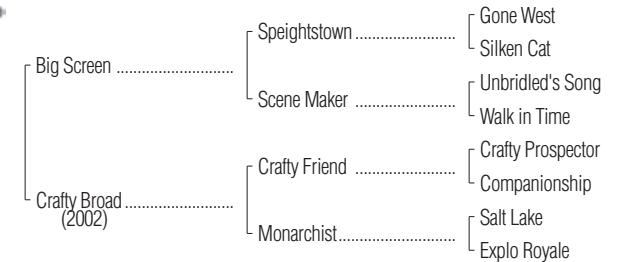 Gone West
Speightstown ..........................
Silken Cat
Big Screen ..............................
Unbridled's Song
Scene Maker ..........................
Walk in Time
Crafty Prospector
Crafty Friend ..........................
Companionship
Crafty Broad ............................
(2002)
Salt Lake
Monarchist..............................
Explo Royale